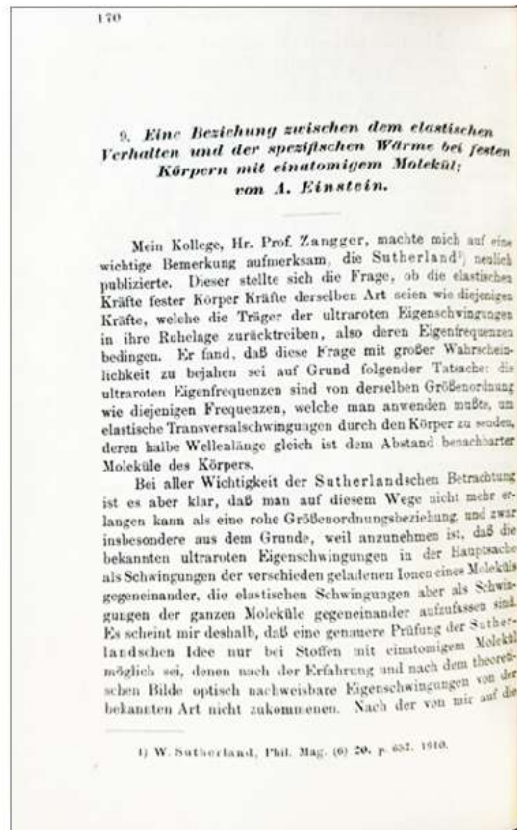 170
9. Eine Beziehung zwischen dem elastischen
Verhalten und der spezifischen Wärme bei festen
Körpern mit einatomigem Molekül;
von A. Einstein.
Mein Kollege, Hr. Prof. Zangger, machte mich auf eine
wichtige Bemerkung aufmerksam, die Sutherland¹) neulich
publizierte. Dieser stellte sich die Frage, ob die elastischen
Kräfte fester Körper Kräfte derselben Art seien wie diejenigen
Kräfte, welche die Träger der ultraroten Eigenschwingungen
in ihre Ruhelage zurücktreiben, also deren Eigenfrequenzen
bedingen. Er fand, daß diese Frage mit großer Wahrschein-
lichkeit zu bejahen sei auf Grund folgender Tatsache: die
ultraroten Eigenfrequenzen sind von derselben Größenordnung
wie diejenigen Frequenzen, welche man anwenden müßte, um
elastische Transversalschwingungen durch den Körper zu senden,
deren halbe Wellenlänge gleich ist dem Abstand benachbarter
Moleküle des Körpers.
Bei aller Wichtigkeit der Sutherlandschen Betrachtung
ist es aber klar, daß man auf diesem Wege nicht mehr er-
langen kann als eine rohe Größenordnungsbeziehung, und zwar
insbesondere aus dem Grunde, weil anzunehmen ist, daß die
bekannten ultraroten Eigenschwingungen in der Hauptsache
als Schwingungen der verschieden geladenen Ionen eines Moleküls
gegeneinander, die elastischen Schwingungen aber als Schwin-
gungen der ganzen Moleküle gegeneinander aufzufassen sind.
Es scheint mir deshalb, daß eine genauere Prüfung der Suther-
landschen Idee nur bei Stoffen mit einatomigem Molekül
möglich sei, denen nach der Erfahrung und nach dem theoreti-
schen Bilde optisch nachweisbare Eigenschwingungen von der
bekannten Art nicht zukommenen. Nach der von mir auf die
1) W. Sutherland, Phil. Mag. (6) 20. p. 657. 1910.